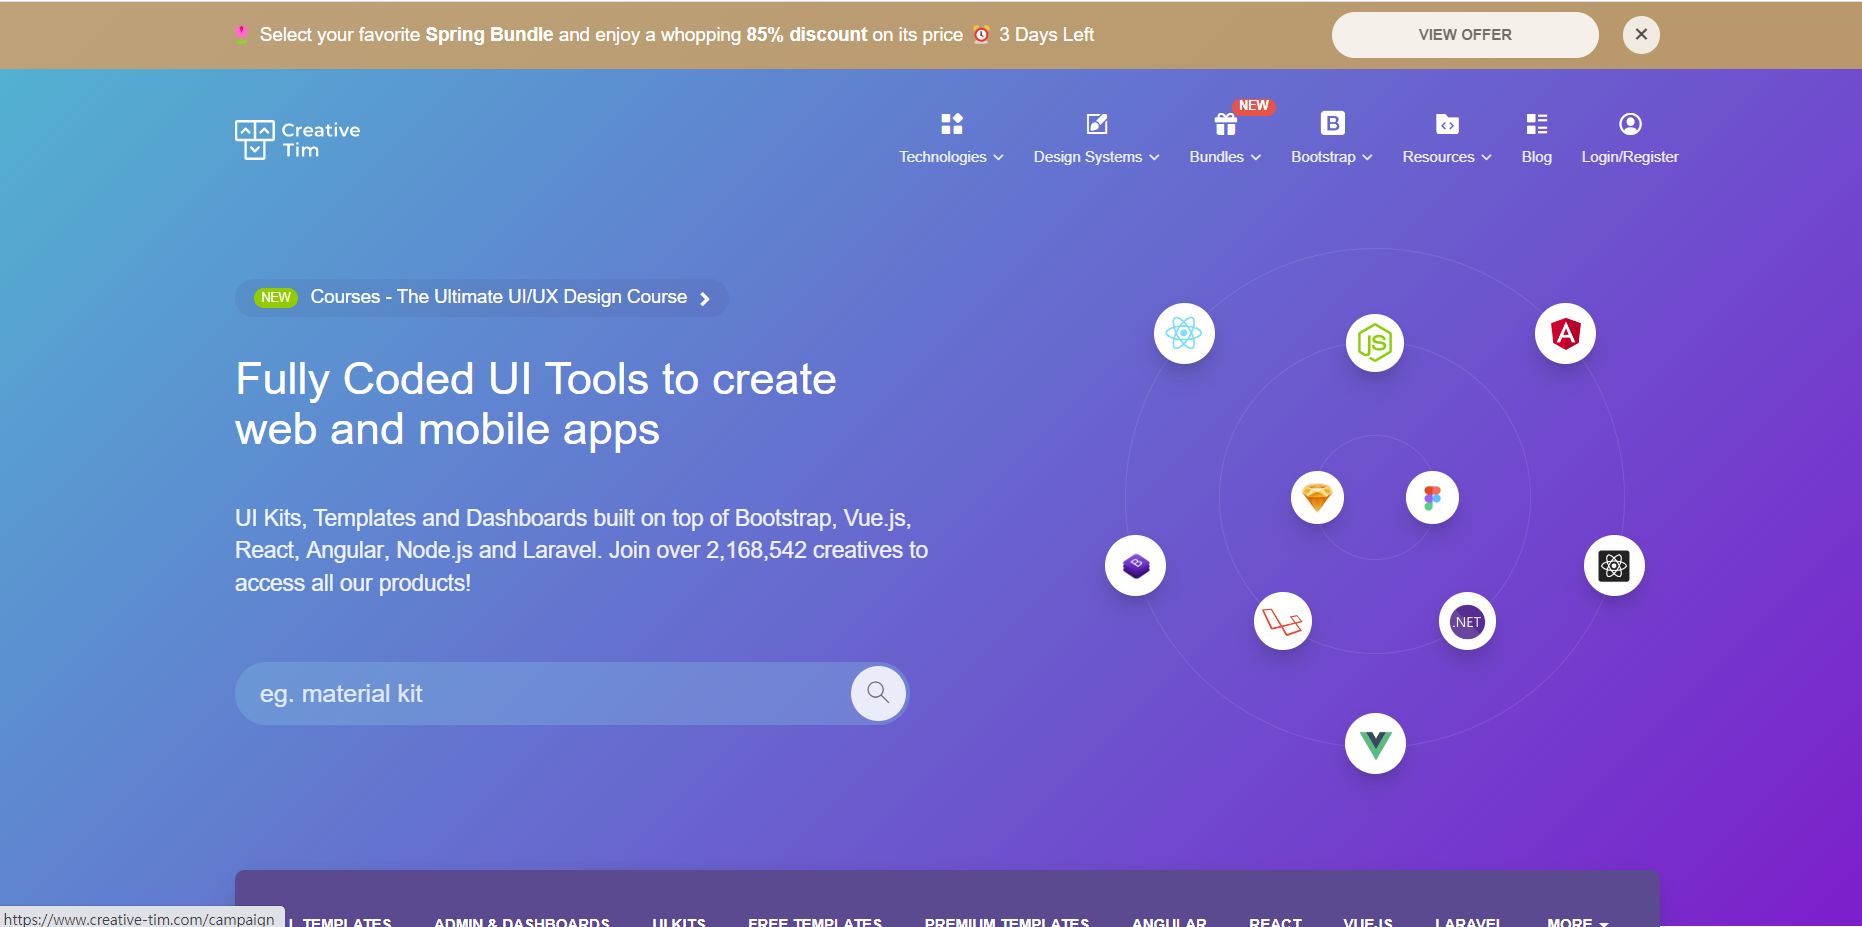 Select your favorite Spring Bundle and enjoy a whopping 85% discount on its price 3 Days Left
VIEW OFFER
Creative
Tim
NEW
Technologies
Design Systems
Bundles
B
Bootstrap
Resources
Blog
Login/Register
NEW Courses - The Ultimate UI/UX Design Course
Fully Coded UI Tools to create
web and mobile apps
UI Kits, Templates and Dashboards built on top of Bootstrap, Vue.js,
React, Angular, Node.js and Laravel. Join over 2,168,542 creatives to
access all our products!
eg. material kit
JS
A
B
.NET
TEMPLATES ADMIN & DASHBOARDS UI KITS FREE TEMPLATES PREMIUM TEMPLATES ANGULAR REACT VUEJS LARAVEL MORE
https://www.creative-tim.com/campaign